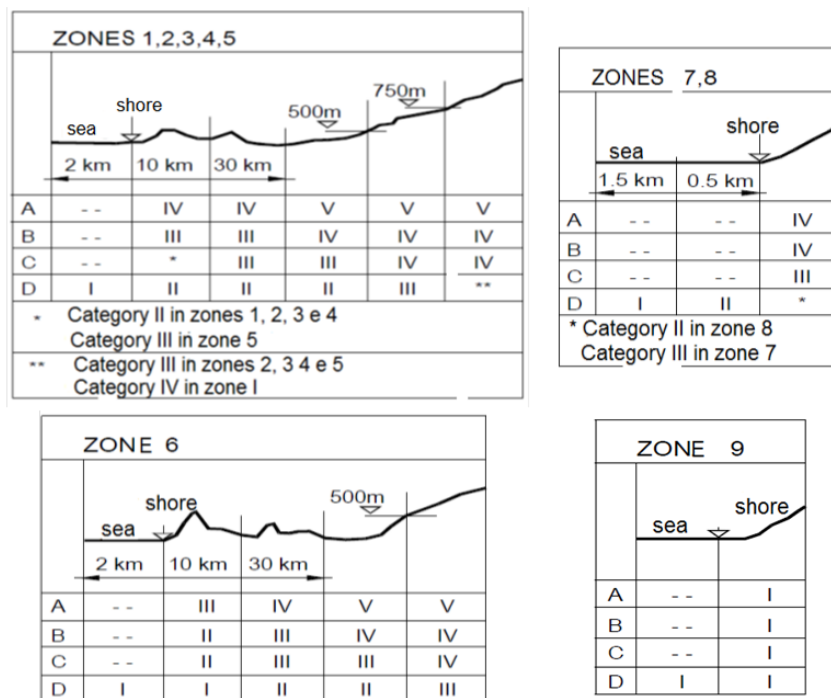 ZONES 1,2,3,4,5
750m
500m
shore
sea
2 km 10 km 30 km
A -- IV IV V V V
B -- III III IV IV IV
C -- * III III IV IV
D I II II II III **
* Category II in zones 1, 2, 3 e 4
Category III in zone 5
** Category III in zones 2, 3 4 e 5
Category IV in zone I
ZONES 7,8
shore
sea
1.5 km 0.5 km
A -- -- IV
B -- -- IV
C -- -- III
D I II *
* Category II in zone 8
Category III in zone 7
ZONE 6
500m
shore
sea
2 km 10 km 30 km
A -- III IV V V
B -- II III IV IV
C -- II III III IV
D I I II II III
ZONE 9
shore
sea
A -- I
B -- I
C -- I
D I I